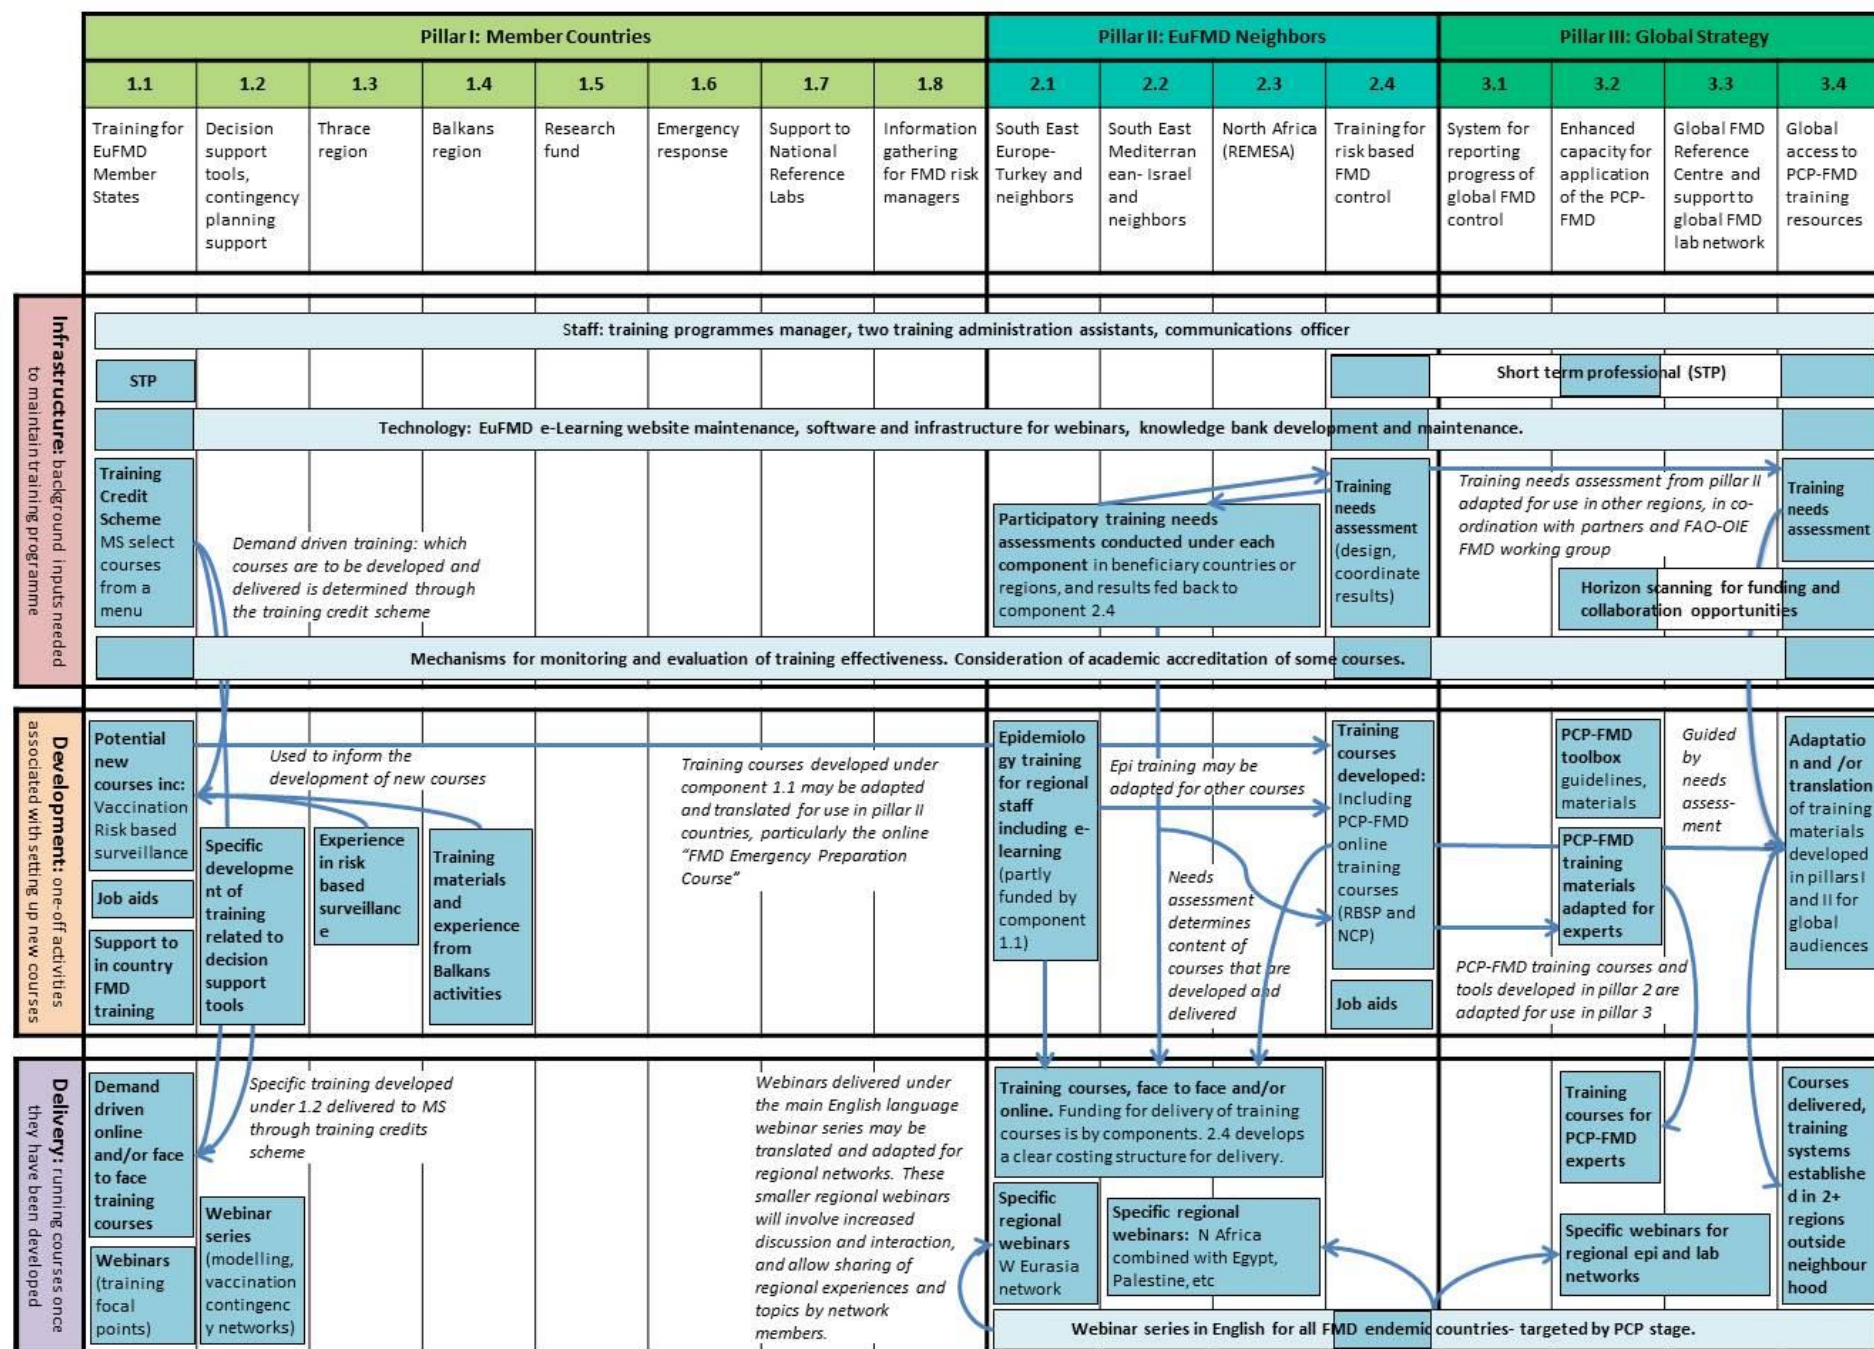 Pillar I: Member Countries
Pillar II: EuFMD Neighbors
Pillar III: Global Strategy
1.1
1.2
1.3
1.4
1.5
1.6
1.7
1.8
2.1
2.2
2.3
2.4
3.1
3.2
3.3
3.4
Training for
EuFMD
Member
States
Decision
support
tools,
contingency
planning
support
Thrace
region
Balkans
region
Research
fund
Emergency
response
Support to
National
Reference
Labs
Information
gathering
for FMD risk
managers
South East
Europe-
Turkey and
neighbors
South East
Mediterran
ean- Israel
and
neighbors
North Africa
(REMESA)
Training for
risk based
FMD
control
System for
reporting
progress of
global FMD
control
Enhanced
capacity for
application
of the PCP-
FMD
Global FMD
Reference
Centre and
support to
global FMD
lab network
Global
access to
PCP-FMD
training
resources
Infrastructure: background inputs needed
to maintain training programme
Staff: training programmes manager, two training administration assistants, communications officer
STP
Short term professional (STP)
Technology: EuFMD e-Learning website maintenance, software and infrastructure for webinars, knowledge bank development and maintenance.
Training
Credit
Scheme
MS select
courses
from a
menu
Demand driven training: which
courses are to be developed and
delivered is determined through
the training credit scheme
Participatory training needs
assessments conducted under each
component in beneficiary countries or
regions, and results fed back to
component 2.4
Training
needs
assessment
(design,
coordinate
results)
Training needs assessment from pillar II
adapted for use in other regions, in co-
ordination with partners and FAO-OIE
FMD working group
Training
needs
assessment
Horizon scanning for funding and
collaboration opportunities
Mechanisms for monitoring and evaluation of training effectiveness. Consideration of academic accreditation of some courses.
Development: one-off activities
associated with setting up new courses
Potential
new
courses inc:
Vaccination
Risk based
surveillance
Job aids
Support to
in country
FMD
training
Used to inform the
development of new courses
Specific
developme
nt of
training
related to
decision
support
tools
Experience
in risk
based
surveillanc
e
Training
materials
and
experience
from
Balkans
activities
Training courses developed under
component 1.1 may be adapted
and translated for use in pillar II
countries, particularly the online
"FMD Emergency Preparation
Course"
Epidemiolo
gy training
for regional
staff
including e-
learning
(partly
funded by
component
1.1)
Epi training may be
adapted for other courses
Needs
assessment
determines
content of
courses that are
developed and
delivered
Training
courses
developed:
Including
PCP-FMD
online
training
courses
(RBSP and
NCP)
Job aids
PCP-FMD
toolbox
guidelines,
materials
PCP-FMD
training
materials
adapted for
experts
Guided
by
needs
assess-
ment
PCP-FMD training courses and
tools developed in pillar 2 are
adapted for use in pillar 3
Adaptatio
n and /or
translation
of training
materials
developed
in pillars I
and II for
global
audiences
Delivery: running courses once
they have been developed
Demand
driven
online
and/or face
to face
training
courses
Webinars
(training
focal
points)
Specific training developed
under 1.2 delivered to MS
through training credits
scheme
Webinar
series
(modelling,
vaccination
contingenc
y networks)
Webinars delivered under
the main English language
webinar series may be
translated and adapted for
regional networks. These
smaller regional webinars
will involve increased
discussion and interaction,
and allow sharing of
regional experiences and
topics by network
members.
Training courses, face to face and/or
online. Funding for delivery of training
courses is by components. 2.4 develops
a clear costing structure for delivery.
Specific
regional
webinars
W Eurasia
network
Specific regional
webinars: N Africa
combined with Egypt,
Palestine, etc
Training
courses for
PCP-FMD
experts
Specific webinars for
regional epi and lab
networks
Courses
delivered,
training
systems
establishe
d in 2+
regions
outside
neighbour
hood
Webinar series in English for all FMD endemic countries- targeted by PCP stage.